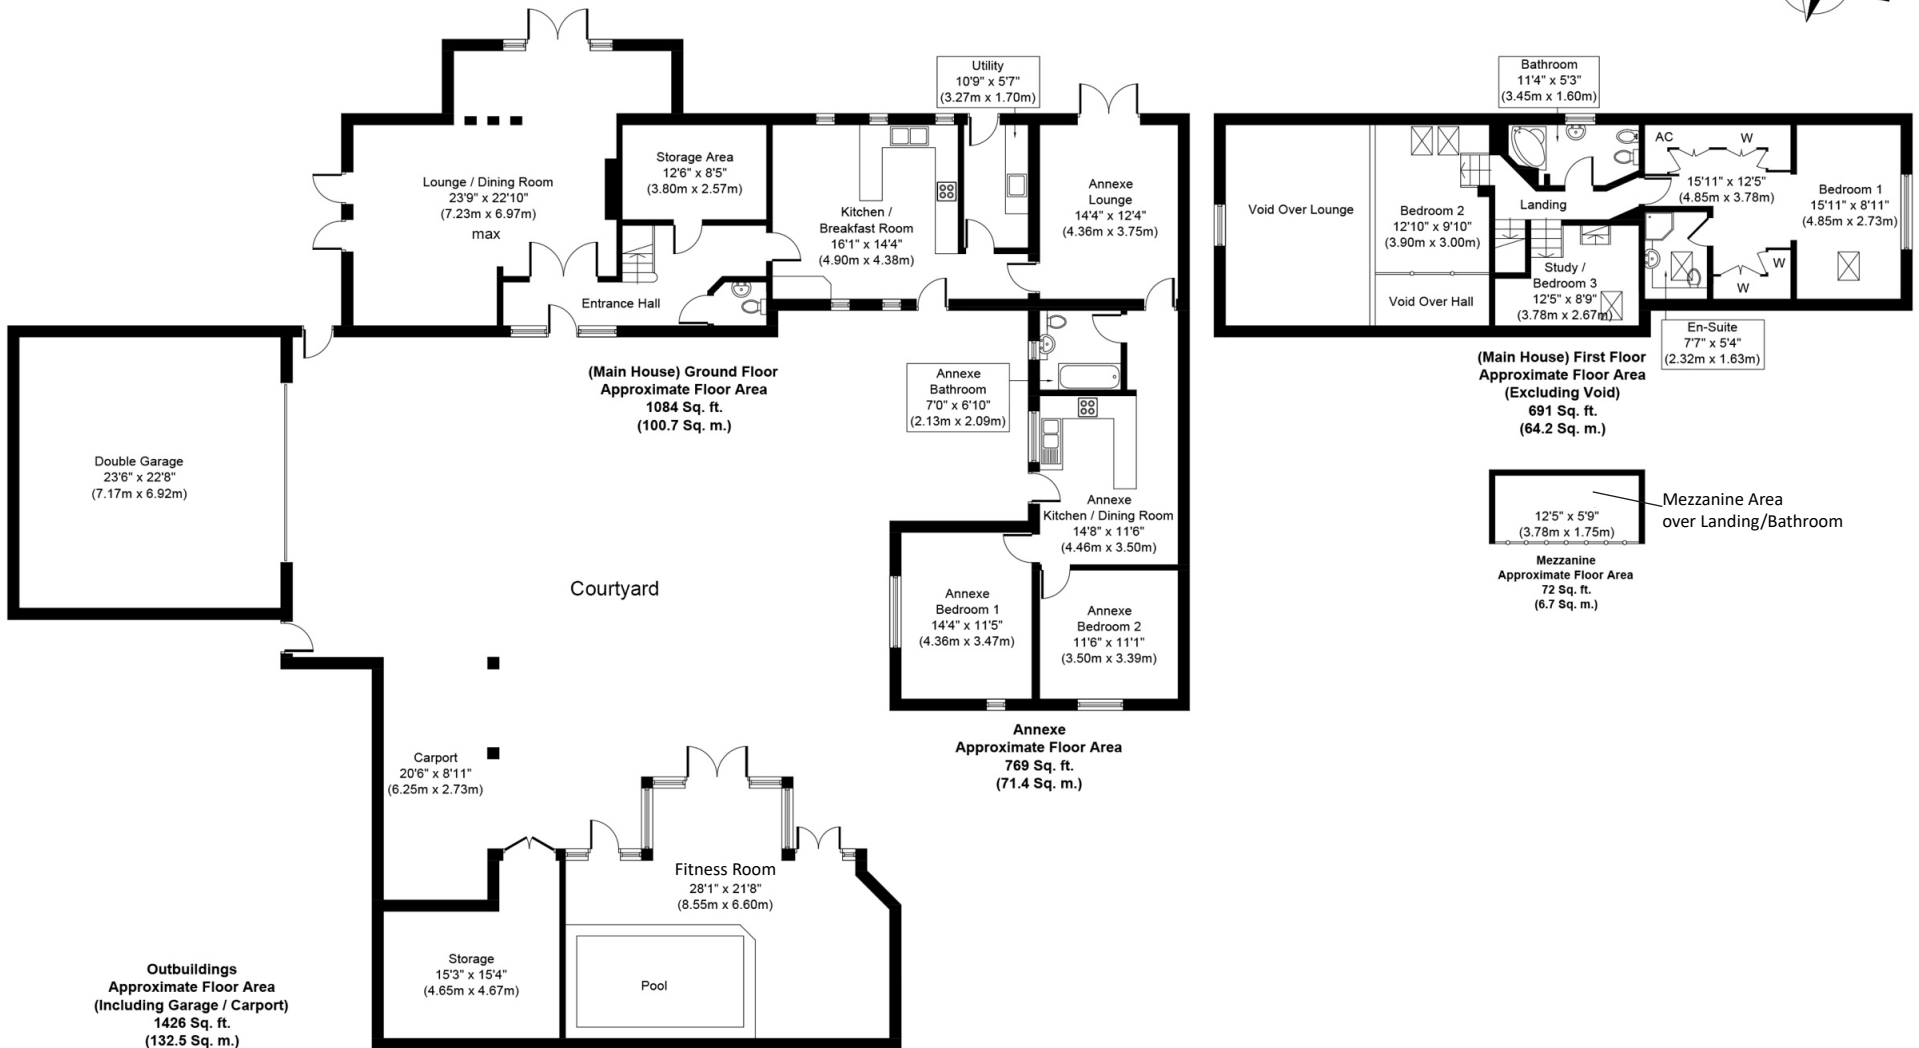 Utility
10'9" x 5'7"
(3.27m x 1.70m)
Storage Area
12'6" x 8'5"
(3.80m x 2.57m)
Lounge / Dining Room
23'9" x 22'10"
(7.23m x 6.97m)
max
Kitchen /
Breakfast Room
16'1" x 14'4"
(4.90m x 4.38m)
Annexe
Lounge
14'4" x 12'4"
(4.36m x 3.75m)
Entrance Hall
(Main House) Ground Floor
Approximate Floor Area
1084 Sq. ft.
(100.7 Sq. m.)
Annexe
Bathroom
7'0" x 6'10"
(2.13m x 2.09m)
Double Garage
23'6" x 22'8"
(7.17m x 6.92m)
Annexe
Kitchen / Dining Room
14'8" x 11'6"
(4.46m x 3.50m)
Courtyard
Annexe
Bedroom 1
14'4" x 11'5"
(4.36m x 3.47m)
Annexe
Bedroom 2
11'6" x 11'1"
(3.50m x 3.39m)
Annexe
Approximate Floor Area
769 Sq. ft.
(71.4 Sq. m.)
Carport
20'6" x 8'11"
(6.25m x 2.73m)
Fitness Room
28'1" x 21'8"
(8.55m x 6.60m)
Storage
15'3" x 15'4"
(4.65m x 4.67m)
Pool
Outbuildings
Approximate Floor Area
(Including Garage / Carport)
1426 Sq. ft.
(132.5 Sq. m.)
Bathroom
11'4" x 5'3"
(3.45m x 1.60m)
AC
W
15'11" x 12'5"
(4.85m x 3.78m)
Bedroom 1
15'11" x 8'11"
(4.85m x 2.73m)
Void Over Lounge
Bedroom 2
12'10" x 9'10"
(3.90m x 3.00m)
Landing
W
W
Study /
Bedroom 3
12'5" x 8'9"
(3.78m x 2.67m)
Void Over Hall
En-Suite
7'7" x 5'4"
(2.32m x 1.63m)
(Main House) First Floor
Approximate Floor Area
(Excluding Void)
691 Sq. ft.
(64.2 Sq. m.)
12'5" x 5'9"
(3.78m x 1.75m)
Mezzanine Area
over Landing/Bathroom
Mezzanine
Approximate Floor Area
72 Sq. ft.
(6.7 Sq. m.)